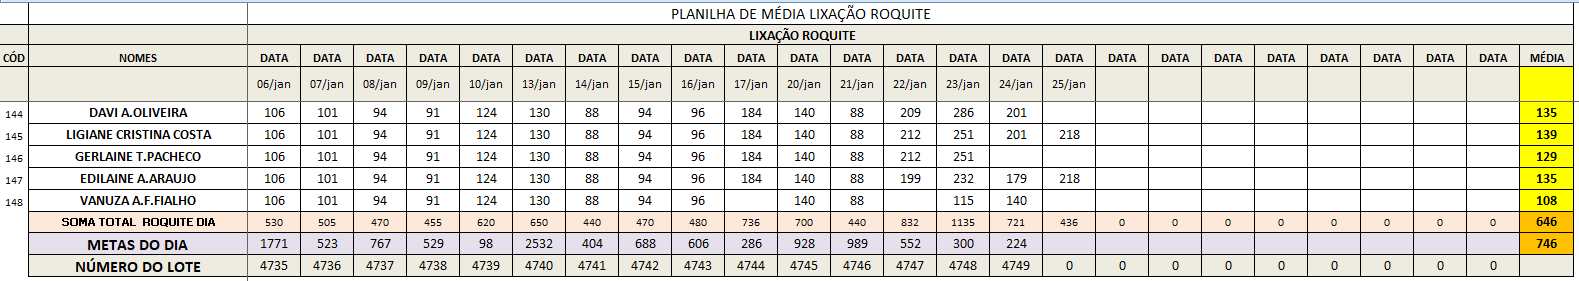 PLANILHA DE MÉDIA LIXAÇÃO ROQUITE
LIXAÇÃO ROQUITE
CÓD NOMES DATA DATA DATA DATA DATA DATA DATA DATA DATA DATA DATA DATA DATA DATA DATA DATA DATA DATA DATA DATA DATA DATA DATA DATA MÉDIA
06/jan 07/jan 08/jan 09/jan 10/jan 13/jan 14/jan 15/jan 16/jan 17/jan 20/jan 21/jan 22/jan 23/jan 24/jan 25/jan
144 DAVI A.OLIVEIRA 106 101 94 91 124 130 88 94 96 184 140 88 209 286 201 135
145 LIGIANE CRISTINA COSTA 106 101 94 91 124 130 88 94 96 184 140 88 212 251 201 218 139
146 GERLAINE T.PACHECO 106 101 94 91 124 130 88 94 96 184 140 88 212 251 129
147 EDILAINE A.ARAUJO 106 101 94 91 124 130 88 94 96 184 140 88 199 232 179 218 135
148 VANUZA A.F.FIALHO 106 101 94 91 124 130 88 94 96 140 88 115 140 108
SOMA TOTAL ROQUITE DIA 530 505 470 455 620 650 440 470 480 736 700 440 832 1135 721 436 0 0 0 0 0 0 0 0 646
METAS DO DIA 1771 523 767 529 98 2532 404 688 606 286 928 989 552 300 224 746
NÚMERO DO LOTE 4735 4736 4737 4738 4739 4740 4741 4742 4743 4744 4745 4746 4747 4748 4749 0 0 0 0 0 0 0 0 0